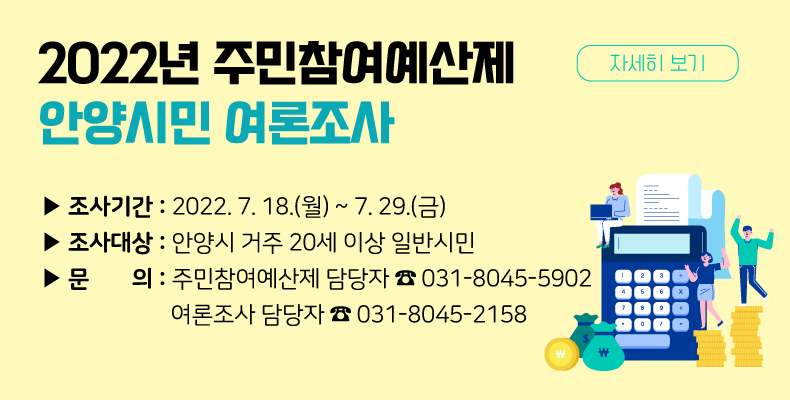 2022년 주민참여예산제
자세히 보기
안양시민 여론조사
▶ 조사기간 : 2022. 7. 18.(월) ~ 7. 29.(금)
▶ 조사대상 : 안양시 거주 20세 이상 일반시민
▶ 문 의 : 주민참여예산제 담당자 ☎ 031-8045-5902
여론조사 담당자 ☎ 031-8045-2158